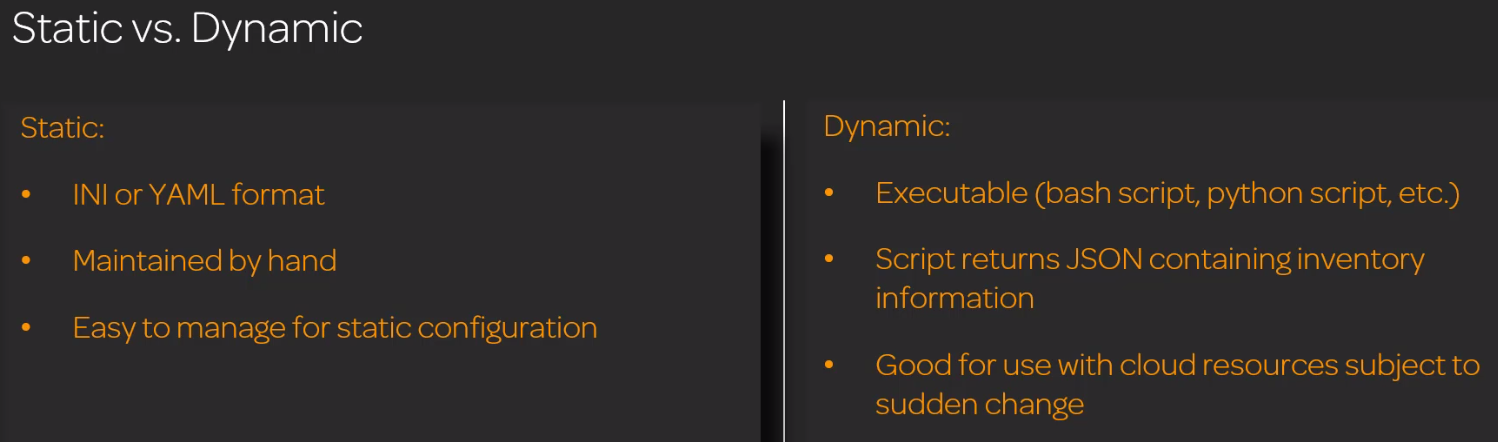 Static vs. Dynamic
Static:
• INI or YAML format
• Maintained by hand
• Easy to manage for static configuration
Dynamic:
• Executable (bash script, python script, etc.)
• Script returns JSON containing inventory
information
• Good for use with cloud resources subject to
sudden change